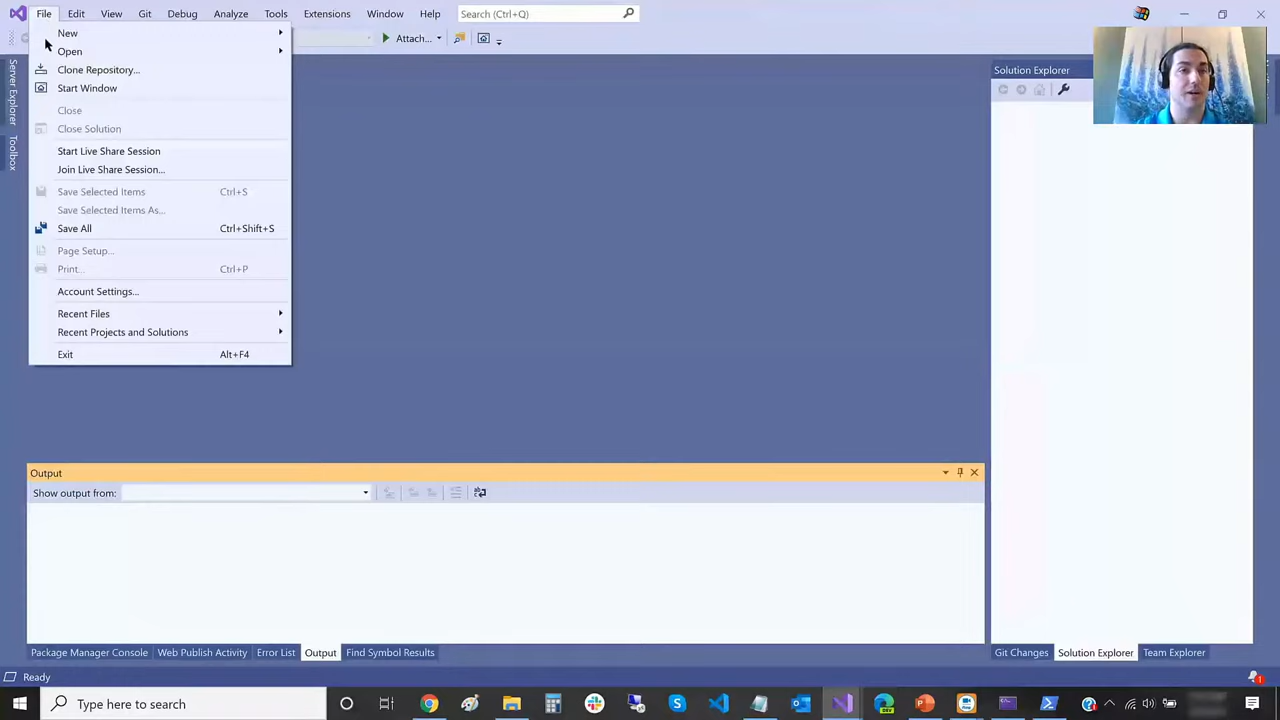 File Edit View Git Debug Analyze Tools Extensions Window Help Search (Ctrl+Q)
Attach...
New
Open
Clone Repository...
Start Window
Close
Close Solution
Start Live Share Session
Join Live Share Session...
Save Selected Items Ctrl+S
Save Selected Items As...
Save All Ctrl+Shift+S
Page Setup...
Print... Ctrl+P
Account Settings...
Recent Files
Recent Projects and Solutions
Exit Alt+F4
Server Explorer
Toolbox
Solution Explorer
Output
Show output from:
Package Manager Console Web Publish Activity Error List Output Find Symbol Results
Git Changes Solution Explorer Team Explorer
Ready
1
Type here to search
DEV